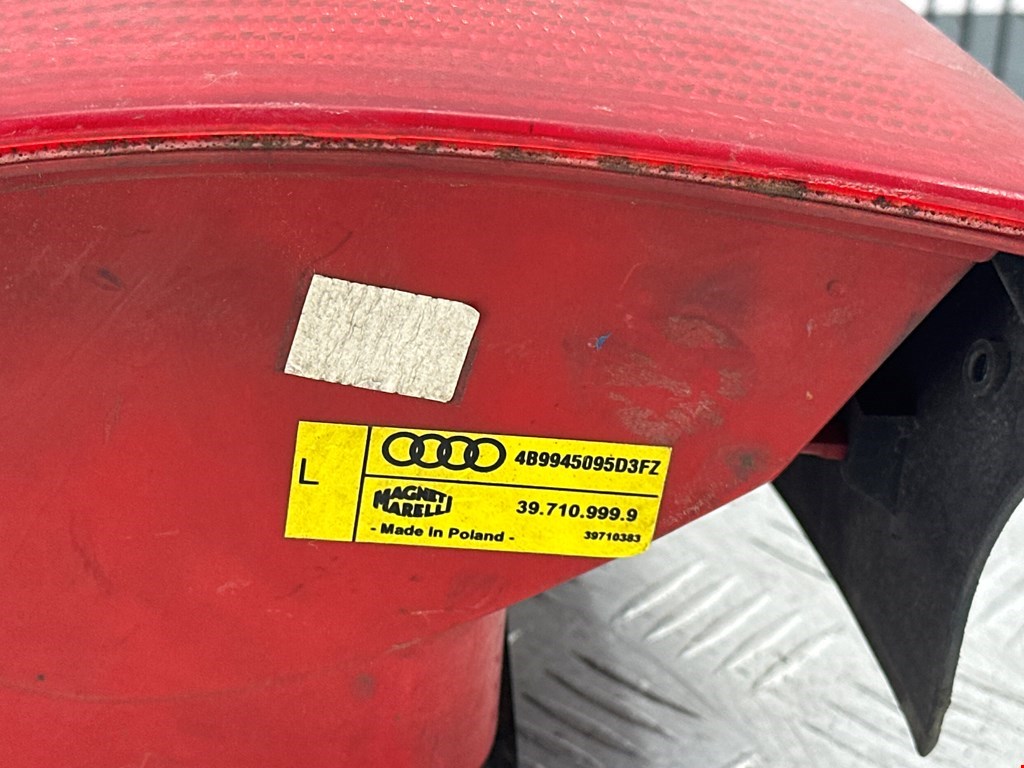 L
4B9945095D3FZ
MAGNETI
MARELLI
39.710.999.9
- Made in Poland -
39710383